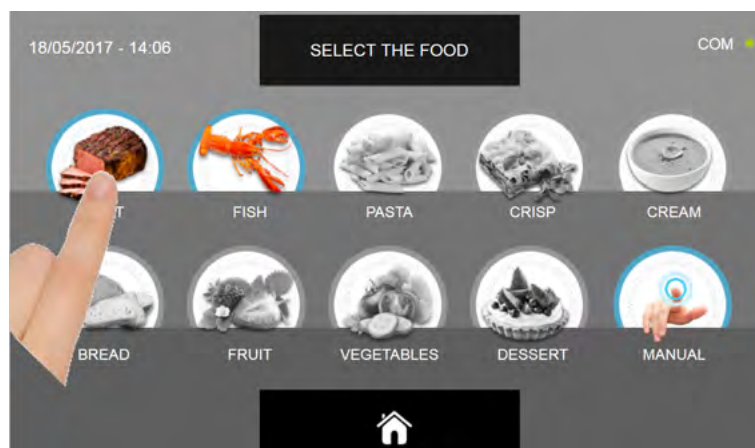 18/05/2017 - 14:06
SELECT THE FOOD
COM
FISH
PASTA
CRISP
CREAM
BREAD
FRUIT
VEGETABLES
DESSERT
MANUAL